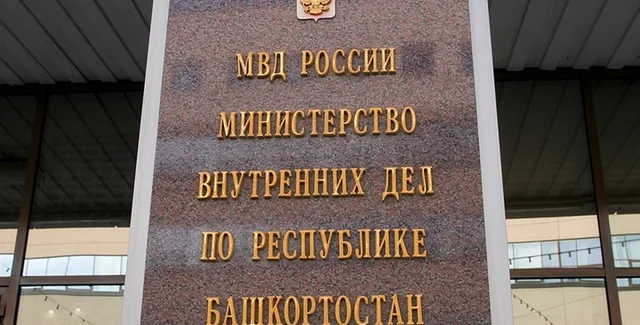 МВД РОССИИ
МИНИСТЕРСТВО
ВНУТРЕННИХ ДЕЛ
ПО РЕСПУБЛИКЕ
БАШКОРТОСТАН